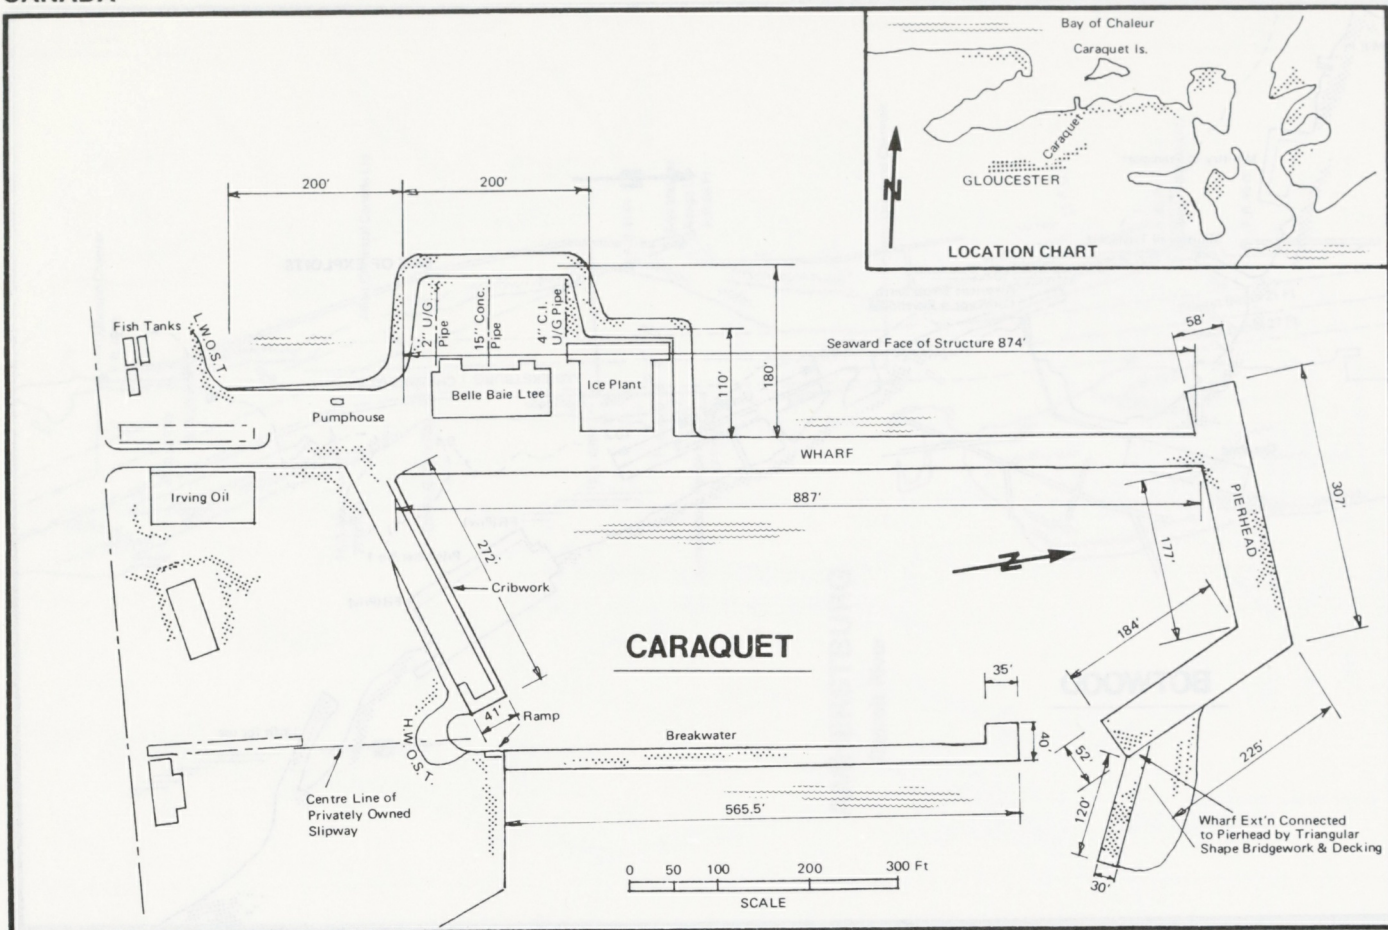 CANADA
Bay of Chaleur
Caraquet Is.
Caraquet
GLOUCESTER
N
LOCATION CHART
200'
200'
Fish Tanks
L.W.O.S.T.
2" U/G
Pipe
15" Conc.
Pipe
4" C.I.
U/G Pipe
58'
Seaward Face of Structure 874'
110'
180'
Ice Plant
Belle Baie Ltee
Pumphouse
WHARF
Irving Oil
887'
PIERHEAD
307'
272'
177'
N
Cribwork
184'
CARAQUET
35'
41'
Ramp
H.W.O.S.T.
Breakwater
40'
52'
225'
120'
Centre Line of
Privately Owned
Slipway
565.5'
Wharf Ext'n Connected
to Pierhead by Triangular
Shape Bridgework & Decking
30'
0 50 100 200 300 Ft
SCALE